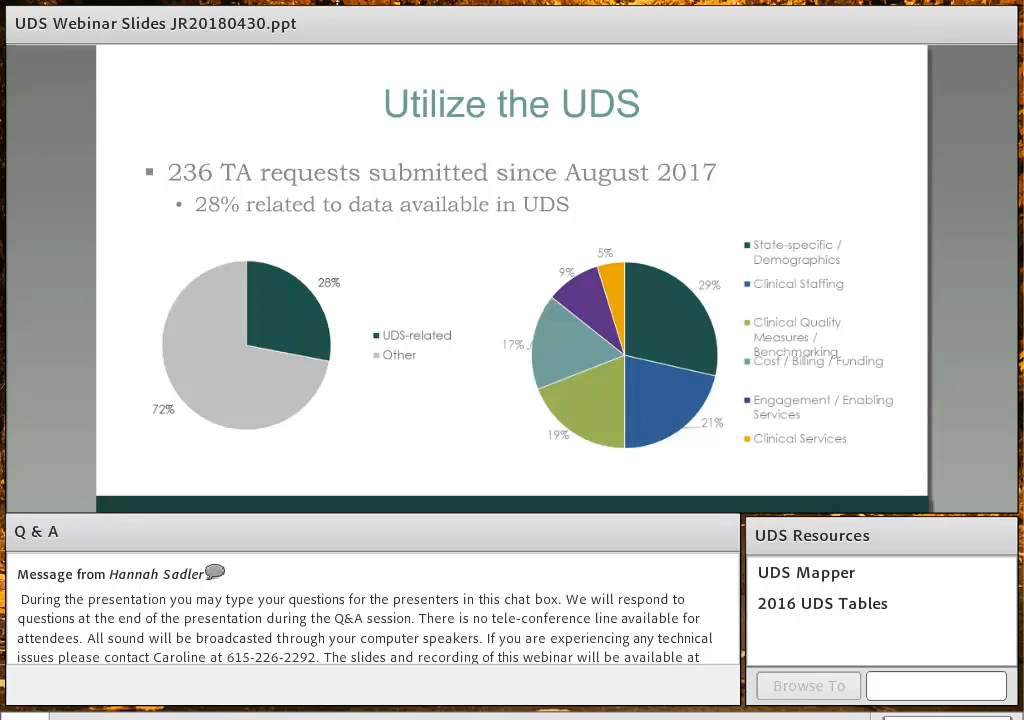 UDS Webinar Slides JR20180430.ppt
Utilize the UDS
236 TA requests submitted since August 2017
28% related to data available in UDS
28%
72%
UDS-related
Other
5%
9%
29%
17%
21%
19%
State-specific /
Demographics
Clinical Staffing
Clinical Quality
Measures /
Benchmarking
Cost / Billing / Funding
Engagement / Enabling
Services
Clinical Services
Q & A
Message from Hannah Sadler
During the presentation you may type your questions for the presenters in this chat box. We will respond to
questions at the end of the presentation during the Q&A session. There is no tele-conference line available for
attendees. All sound will be broadcasted through your computer speakers. If you are experiencing any technical
issues please contact Caroline at 615-226-2292. The slides and recording of this webinar will be available at
UDS Resources
UDS Mapper
2016 UDS Tables
Browse To